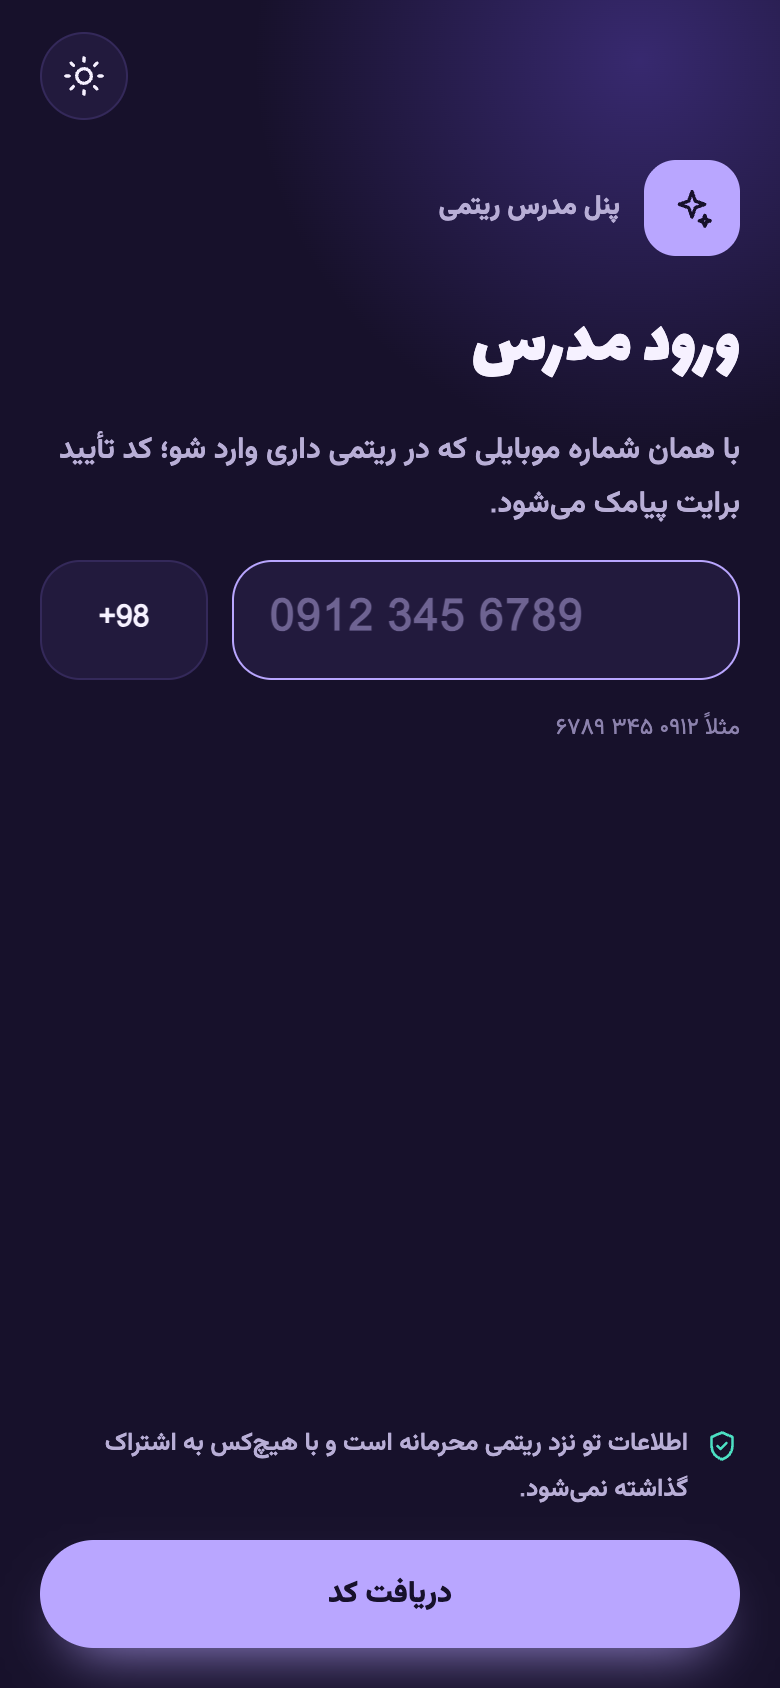 پنل مدرس ریتمی
ورود مدرس
با همان شماره موبایلی که در ریتمی داری وارد شو؛ کد تأیید
برایت پیامک می‌شود.
0912 345 6789
+98
مثلاً ۰۹۱۲ ۳۴۵ ۶۷۸۹
اطلاعات تو نزد ریتمی محرمانه است و با هیچ‌کس به اشتراک
گذاشته نمی‌شود.
دریافت کد